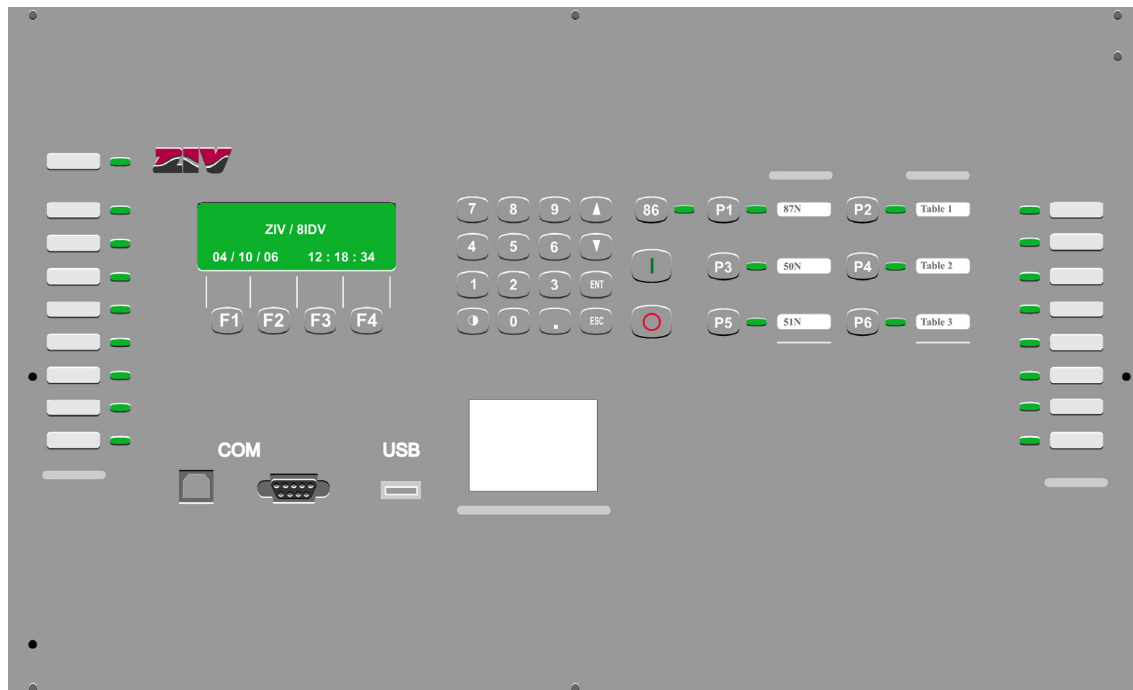 ZIV
ZIV / 8IDV
04 / 10 / 06 12 : 18 : 34
F1 F2 F3 F4
7 8 9
4 5 6
1 2 3 ENT
0 . ESC
86 P1 87N P2 Table 1
I P3 50N P4 Table 2
O P5 51N P6 Table 3
COM USB